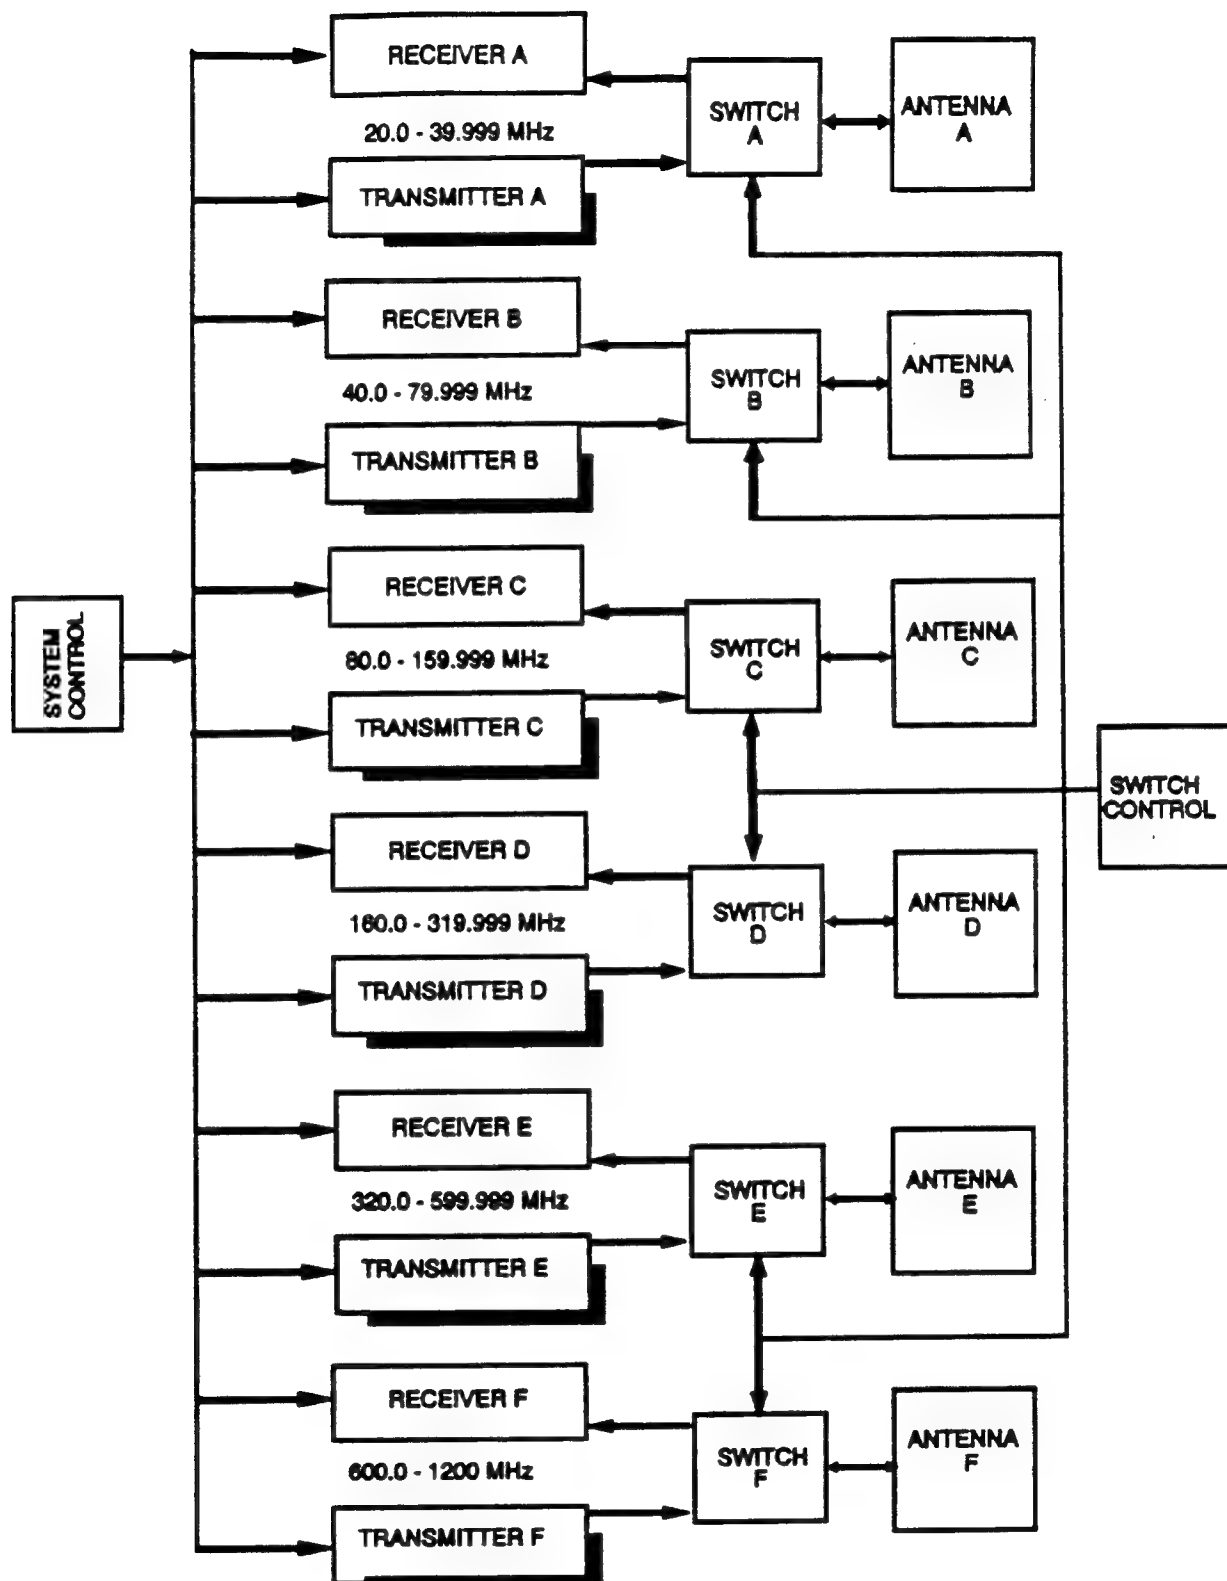 RECEIVER A
20.0 - 39.999 MHz
TRANSMITTER A
SWITCH
A
ANTENNA
A
RECEIVER B
40.0 - 79.999 MHz
TRANSMITTER B
SWITCH
B
ANTENNA
B
RECEIVER C
80.0 - 159.999 MHz
TRANSMITTER C
SWITCH
C
ANTENNA
C
SYSTEM
CONTROL
SWITCH
CONTROL
RECEIVER D
160.0 - 319.999 MHz
TRANSMITTER D
SWITCH
D
ANTENNA
D
RECEIVER E
320.0 - 599.999 MHz
TRANSMITTER E
SWITCH
E
ANTENNA
E
RECEIVER F
600.0 - 1200 MHz
TRANSMITTER F
SWITCH
F
ANTENNA
F